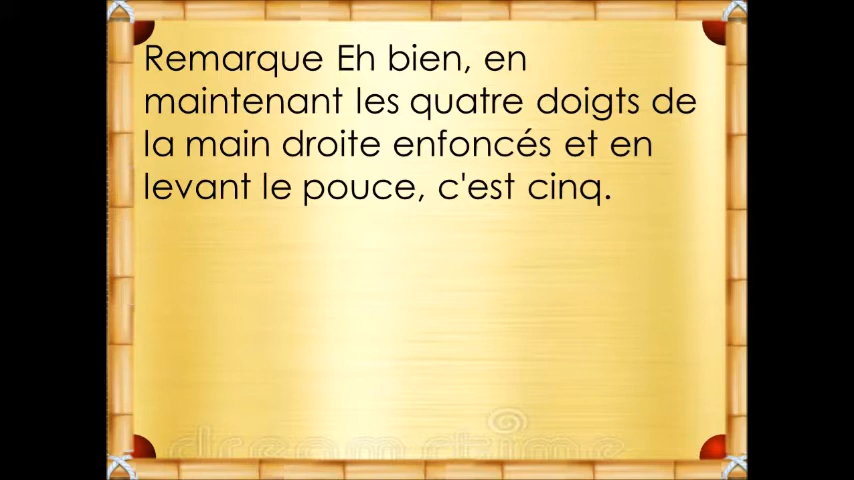 Remarque Eh bien, en
maintenant les quatre doigts de
la main droite enfoncés et en
levant le pouce, c'est cinq.
dreamstime